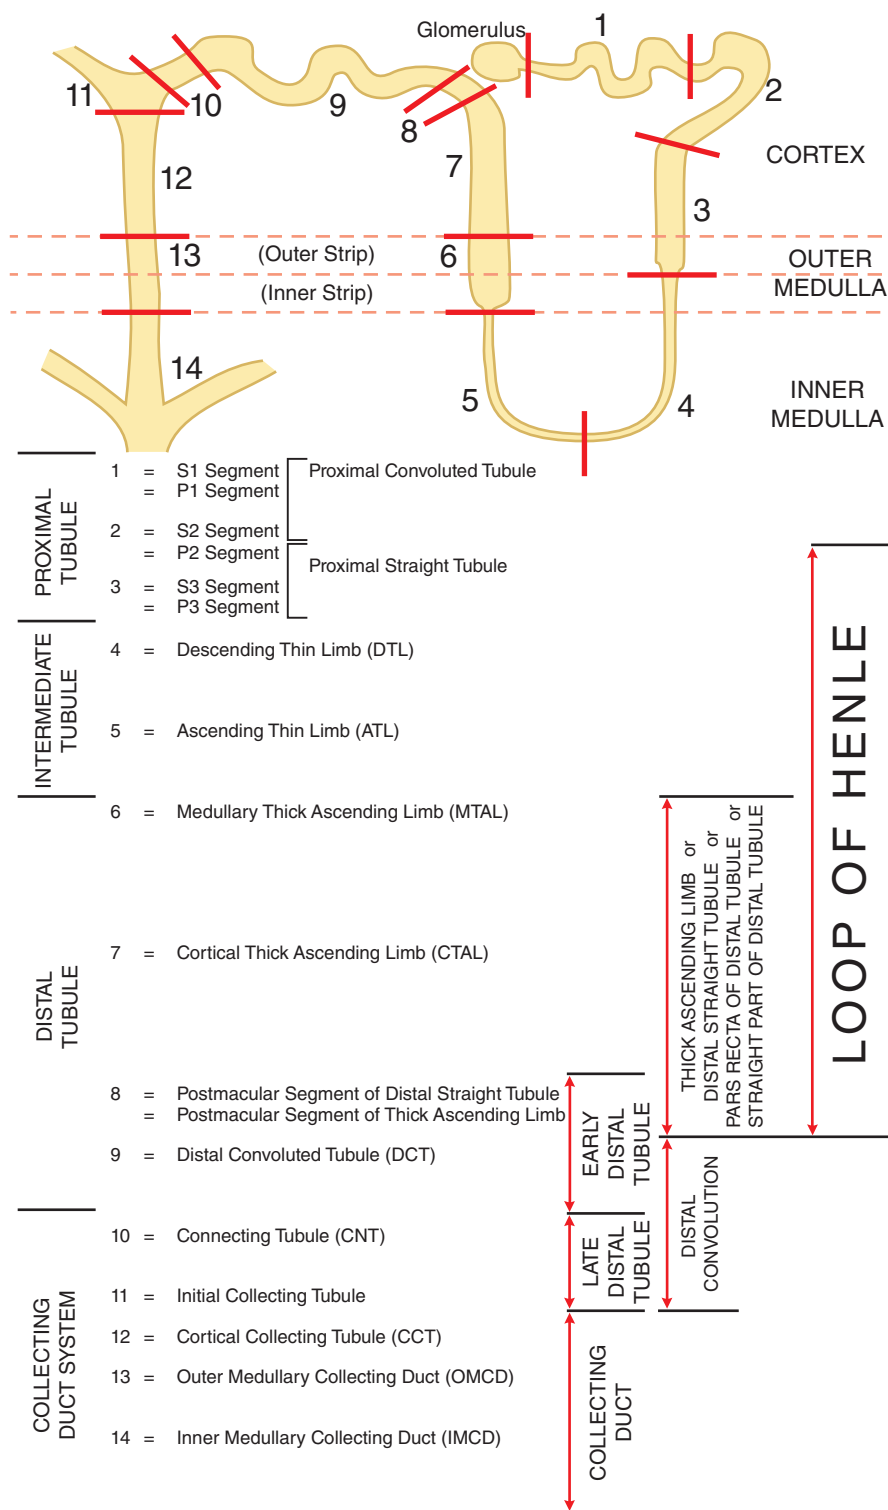 Glomerulus
1
2
3
4
5
6
7
8
9
10
11
12
13
14
CORTEX
(Outer Strip)
(Inner Strip)
OUTER
MEDULLA
INNER
MEDULLA
PROXIMAL
TUBULE
1 = S1 Segment
= P1 Segment
2 = S2 Segment
= P2 Segment
3 = S3 Segment
= P3 Segment
Proximal Convoluted Tubule
Proximal Straight Tubule
INTERMEDIATE
TUBULE
4 = Descending Thin Limb (DTL)
5 = Ascending Thin Limb (ATL)
DISTAL
TUBULE
6 = Medullary Thick Ascending Limb (MTAL)
7 = Cortical Thick Ascending Limb (CTAL)
8 = Postmacular Segment of Distal Straight Tubule
= Postmacular Segment of Thick Ascending Limb
9 = Distal Convoluted Tubule (DCT)
COLLECTING
DUCT SYSTEM
10 = Connecting Tubule (CNT)
11 = Initial Collecting Tubule
12 = Cortical Collecting Tubule (CCT)
13 = Outer Medullary Collecting Duct (OMCD)
14 = Inner Medullary Collecting Duct (IMCD)
EARLY
DISTAL
TUBULE
LATE
DISTAL
TUBULE
COLLECTING
DUCT
THICK ASCENDING LIMB or
DISTAL STRAIGHT TUBULE or
PARS RECTA OF DISTAL TUBULE or
STRAIGHT PART OF DISTAL TUBULE
DISTAL
CONVOLUTION
LOOP OF HENLE